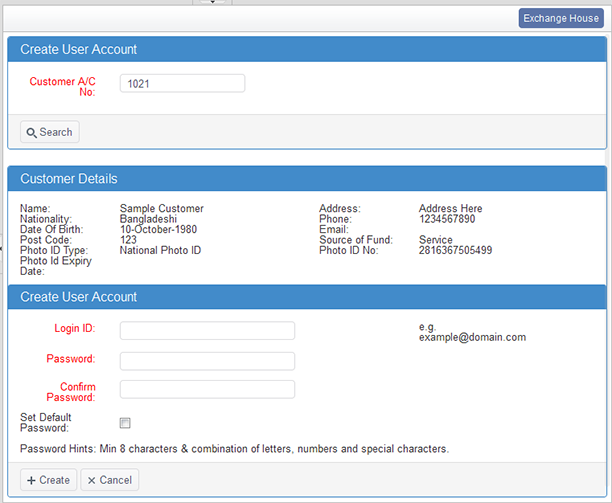 Exchange House
Create User Account
Customer A/C
No:
1021
Search
Customer Details
Name: Sample Customer Address: Address Here
Nationality: Bangladeshi Phone: 1234567890
Date Of Birth: 10-October-1980 Email:
Post Code: 123 Source of Fund: Service
Photo ID Type: National Photo ID Photo ID No: 2816367505499
Photo Id Expiry
Date:
Create User Account
Login ID:
e.g.
example@domain.com
Password:
Confirm
Password:
Set Default
Password:
Password Hints: Min 8 characters & combination of letters, numbers and special characters.
+ Create × Cancel